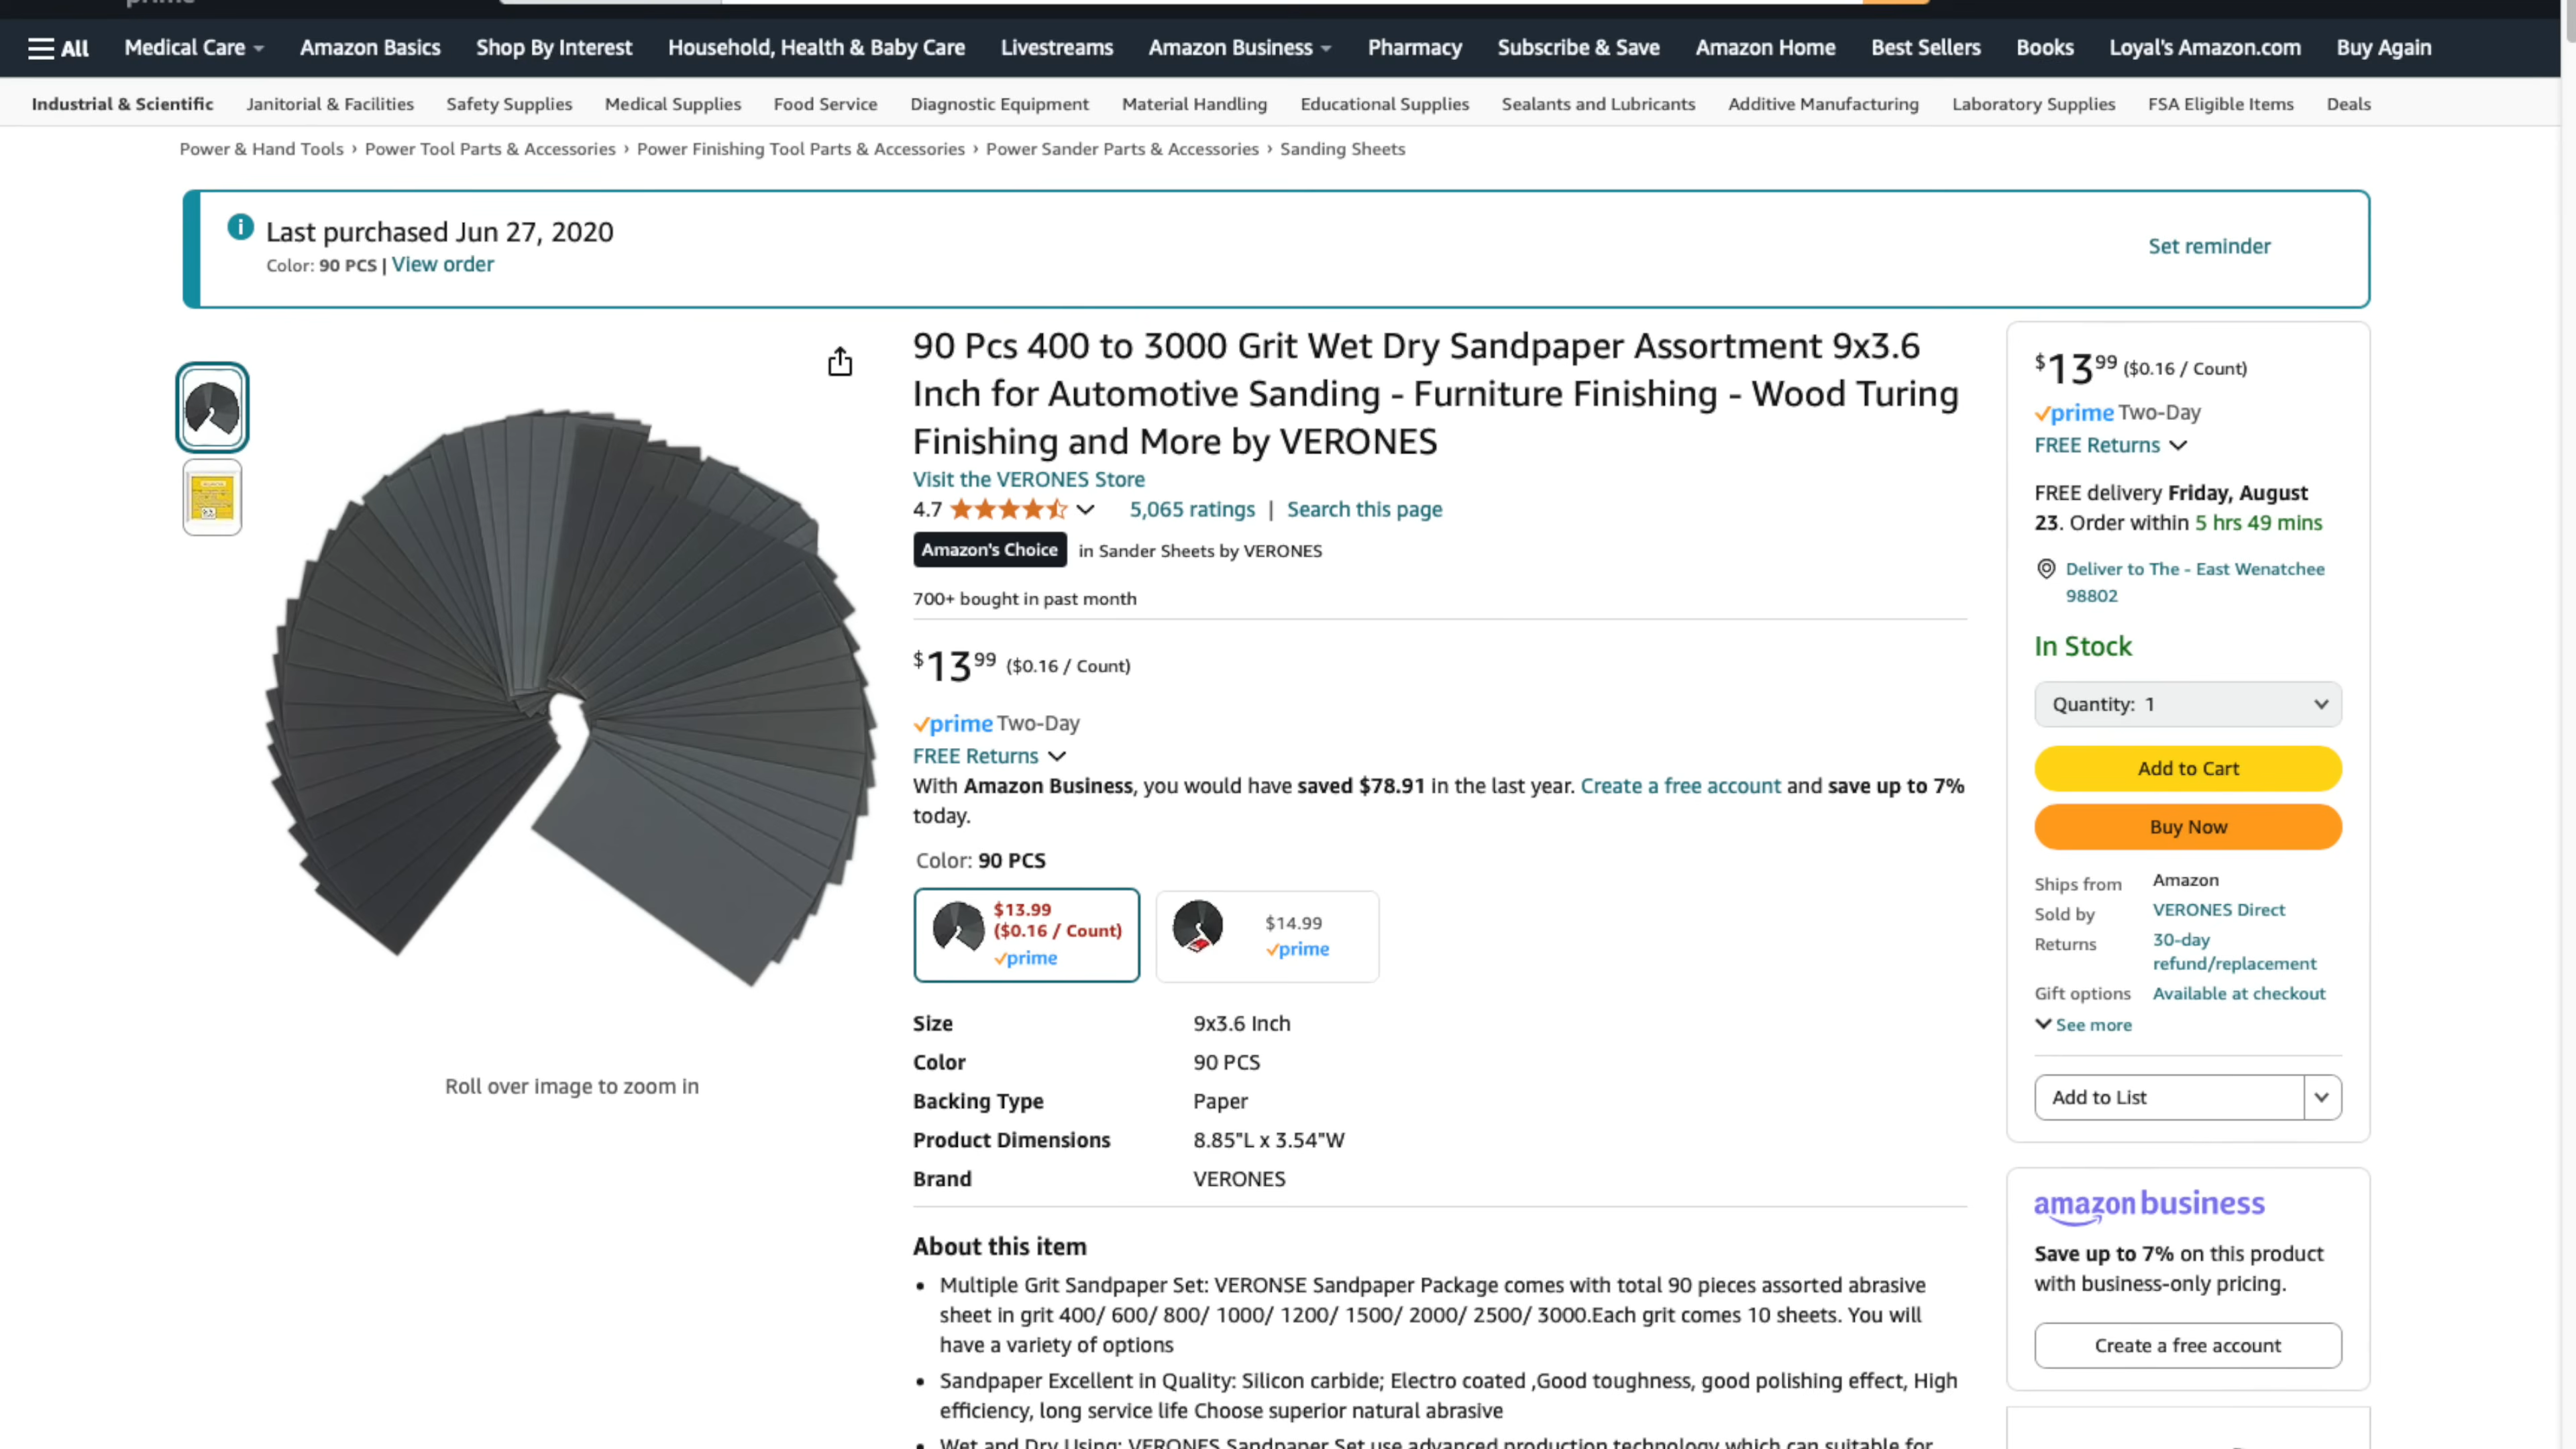 prime
All
Medical Care
Amazon Basics
Shop By Interest
Household, Health & Baby Care
Livestreams
Amazon Business
Pharmacy
Subscribe & Save
Amazon Home
Best Sellers
Books
Loyal's Amazon.com
Buy Again
Industrial & Scientific
Janitorial & Facilities
Safety Supplies
Medical Supplies
Food Service
Diagnostic Equipment
Material Handling
Educational Supplies
Sealants and Lubricants
Additive Manufacturing
Laboratory Supplies
FSA Eligible Items
Deals
Power & Hand Tools › Power Tool Parts & Accessories › Power Finishing Tool Parts & Accessories › Power Sander Parts & Accessories › Sanding Sheets
Last purchased Jun 27, 2020
Color: 90 PCS | View order
Set reminder
90 Pcs 400 to 3000 Grit Wet Dry Sandpaper Assortment 9x3.6
Inch for Automotive Sanding - Furniture Finishing - Wood Turing
Finishing and More by VERONES
Visit the VERONES Store
4.7
5,065 ratings | Search this page
Amazon's Choice in Sander Sheets by VERONES
700+ bought in past month
$13 99 ($0.16 / Count)
prime Two-Day
FREE Returns
With Amazon Business, you would have saved $78.91 in the last year. Create a free account and save up to 7%
today.
Color: 90 PCS
$13.99
($0.16 / Count)
prime
$14.99
prime
Size 9x3.6 Inch
Color 90 PCS
Backing Type Paper
Product Dimensions 8.85"L x 3.54"W
Brand VERONES
Roll over image to zoom in
About this item
• Multiple Grit Sandpaper Set: VERONSE Sandpaper Package comes with total 90 pieces assorted abrasive
sheet in grit 400/ 600/ 800/ 1000/ 1200/ 1500/ 2000/ 2500/ 3000.Each grit comes 10 sheets. You will
have a variety of options
• Sandpaper Excellent in Quality: Silicon carbide; Electro coated ,Good toughness, good polishing effect, High
efficiency, long service life Choose superior natural abrasive
• Wet and Dry Using: VERONES Sandpaper Set use advanced production technology which can suitable for
$13 99 ($0.16 / Count)
prime Two-Day
FREE Returns
FREE delivery Friday, August
23. Order within 5 hrs 49 mins
Deliver to The - East Wenatchee
98802
In Stock
Quantity: 1
Add to Cart
Buy Now
Ships from Amazon
Sold by VERONES Direct
Returns 30-day
refund/replacement
Gift options Available at checkout
See more
Add to List
amazon business
Save up to 7% on this product
with business-only pricing.
Create a free account